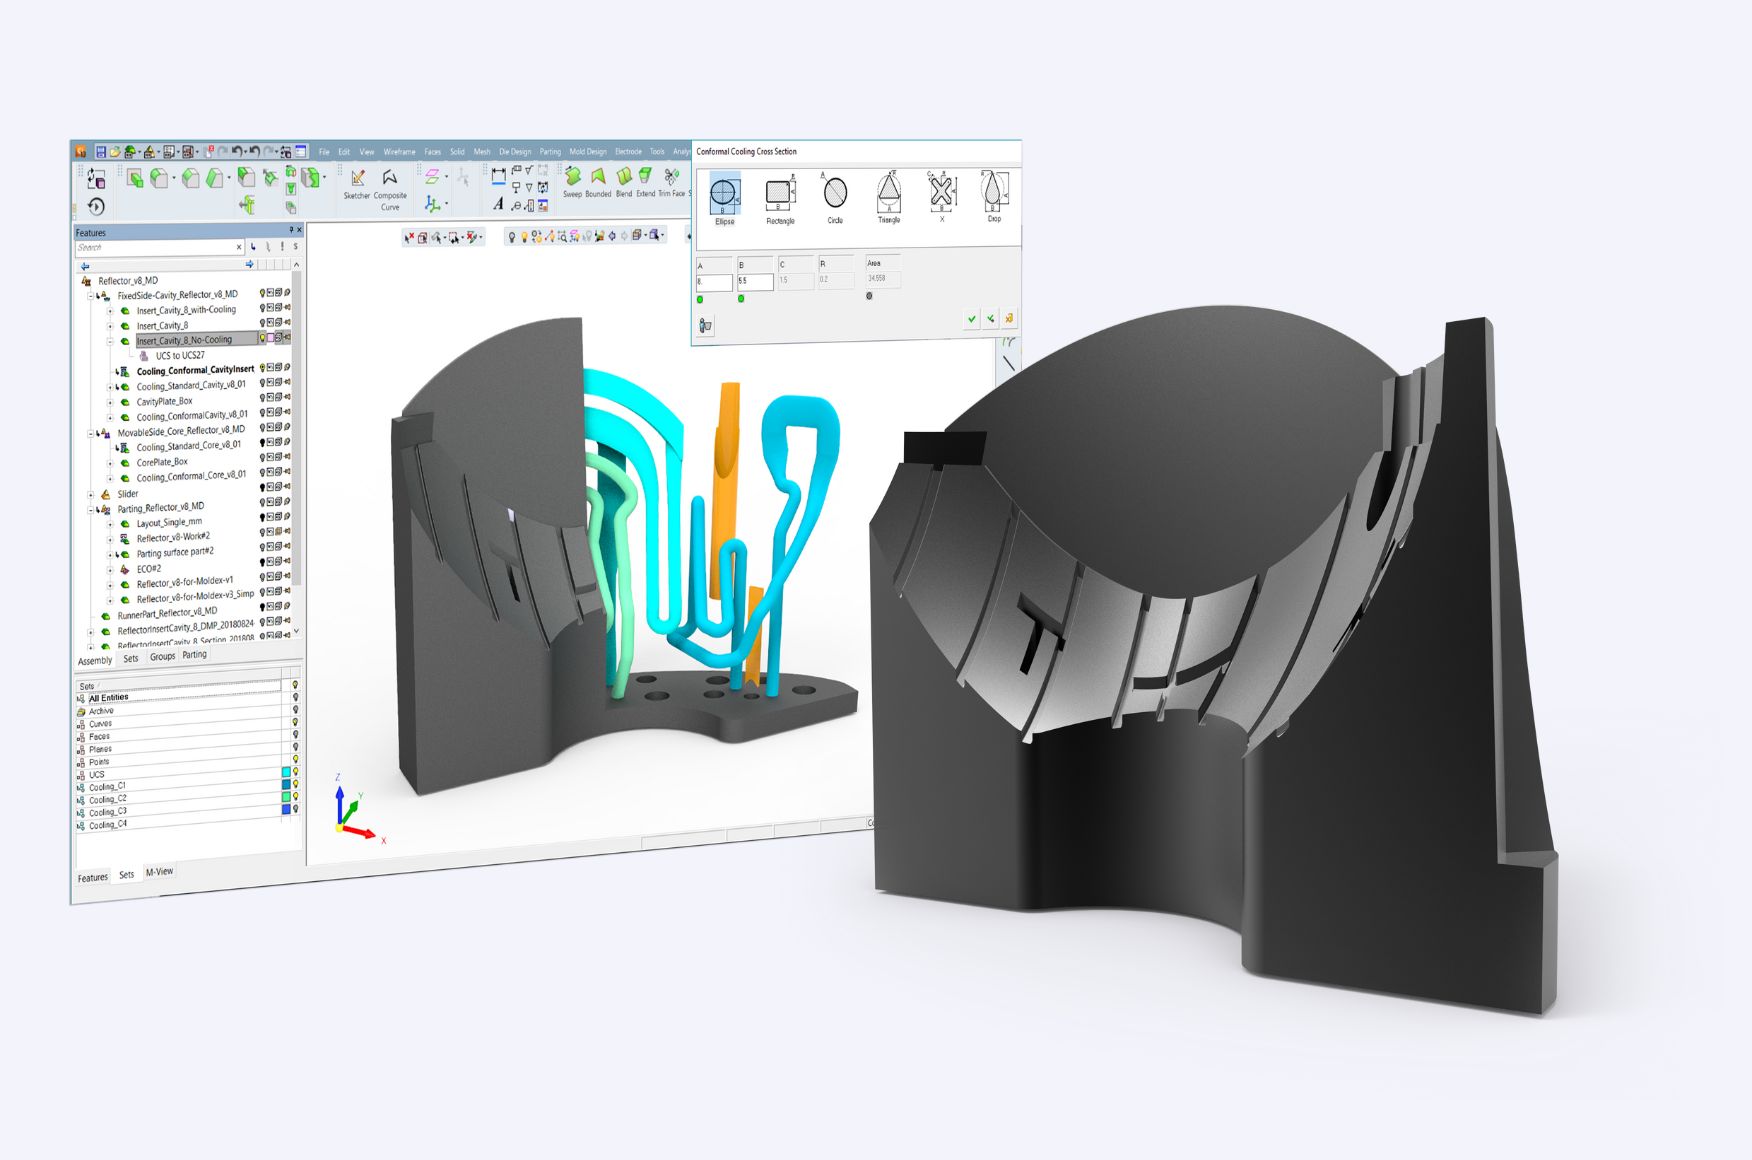 File Edit View Wireframe Faces Solid Mesh Die Design Parting Mold Design Electrode Tools
Sketcher Composite Curve
Sweep Bounded Blend Extend Trim Face
Conformal Cooling Cross Section
Ellipse Rectangle Circle Triangle X Drop
A B C R Area
8. 5.5 1.5 0.2 34.558
Features
Search
Reflector_v8_MD
FixedSide-Cavity_Reflector_v8_MD
Insert_Cavity_8_with-Cooling
Insert_Cavity_8
Insert_Cavity_8_No-Cooling
UCS to UCS27
Cooling_Conformal_CavityInsert
Cooling_Standard_Cavity_v8_01
CavityPlate_Box
Cooling_ConformalCavity_v8_01
MovableSide_Core_Reflector_v8_MD
Cooling_Standard_Core_v8_01
CorePlate_Box
Cooling_Conformal_Core_v8_01
Slider
Parting_Reflector_v8_MD
Layout_Single_mm
Reflector_v8-Work#2
Parting surface part#2
ECO#2
Reflector_v8-for-Moldex-v1
Reflector_v8-for-Moldex-v3_Simp
RunnerPart_Reflector_v8_MD
ReflectorInsertCavity_8_DMP_20180824-
ReflectorInsertCavity_8_Section_201808
Assembly Sets Groups Parting
Sets
All Entities
Archive
Curves
Faces
Planes
Points
UCS
Cooling_C1
Cooling_C2
Cooling_C3
Cooling_C4
Features Sets M-View
Z
Y
X